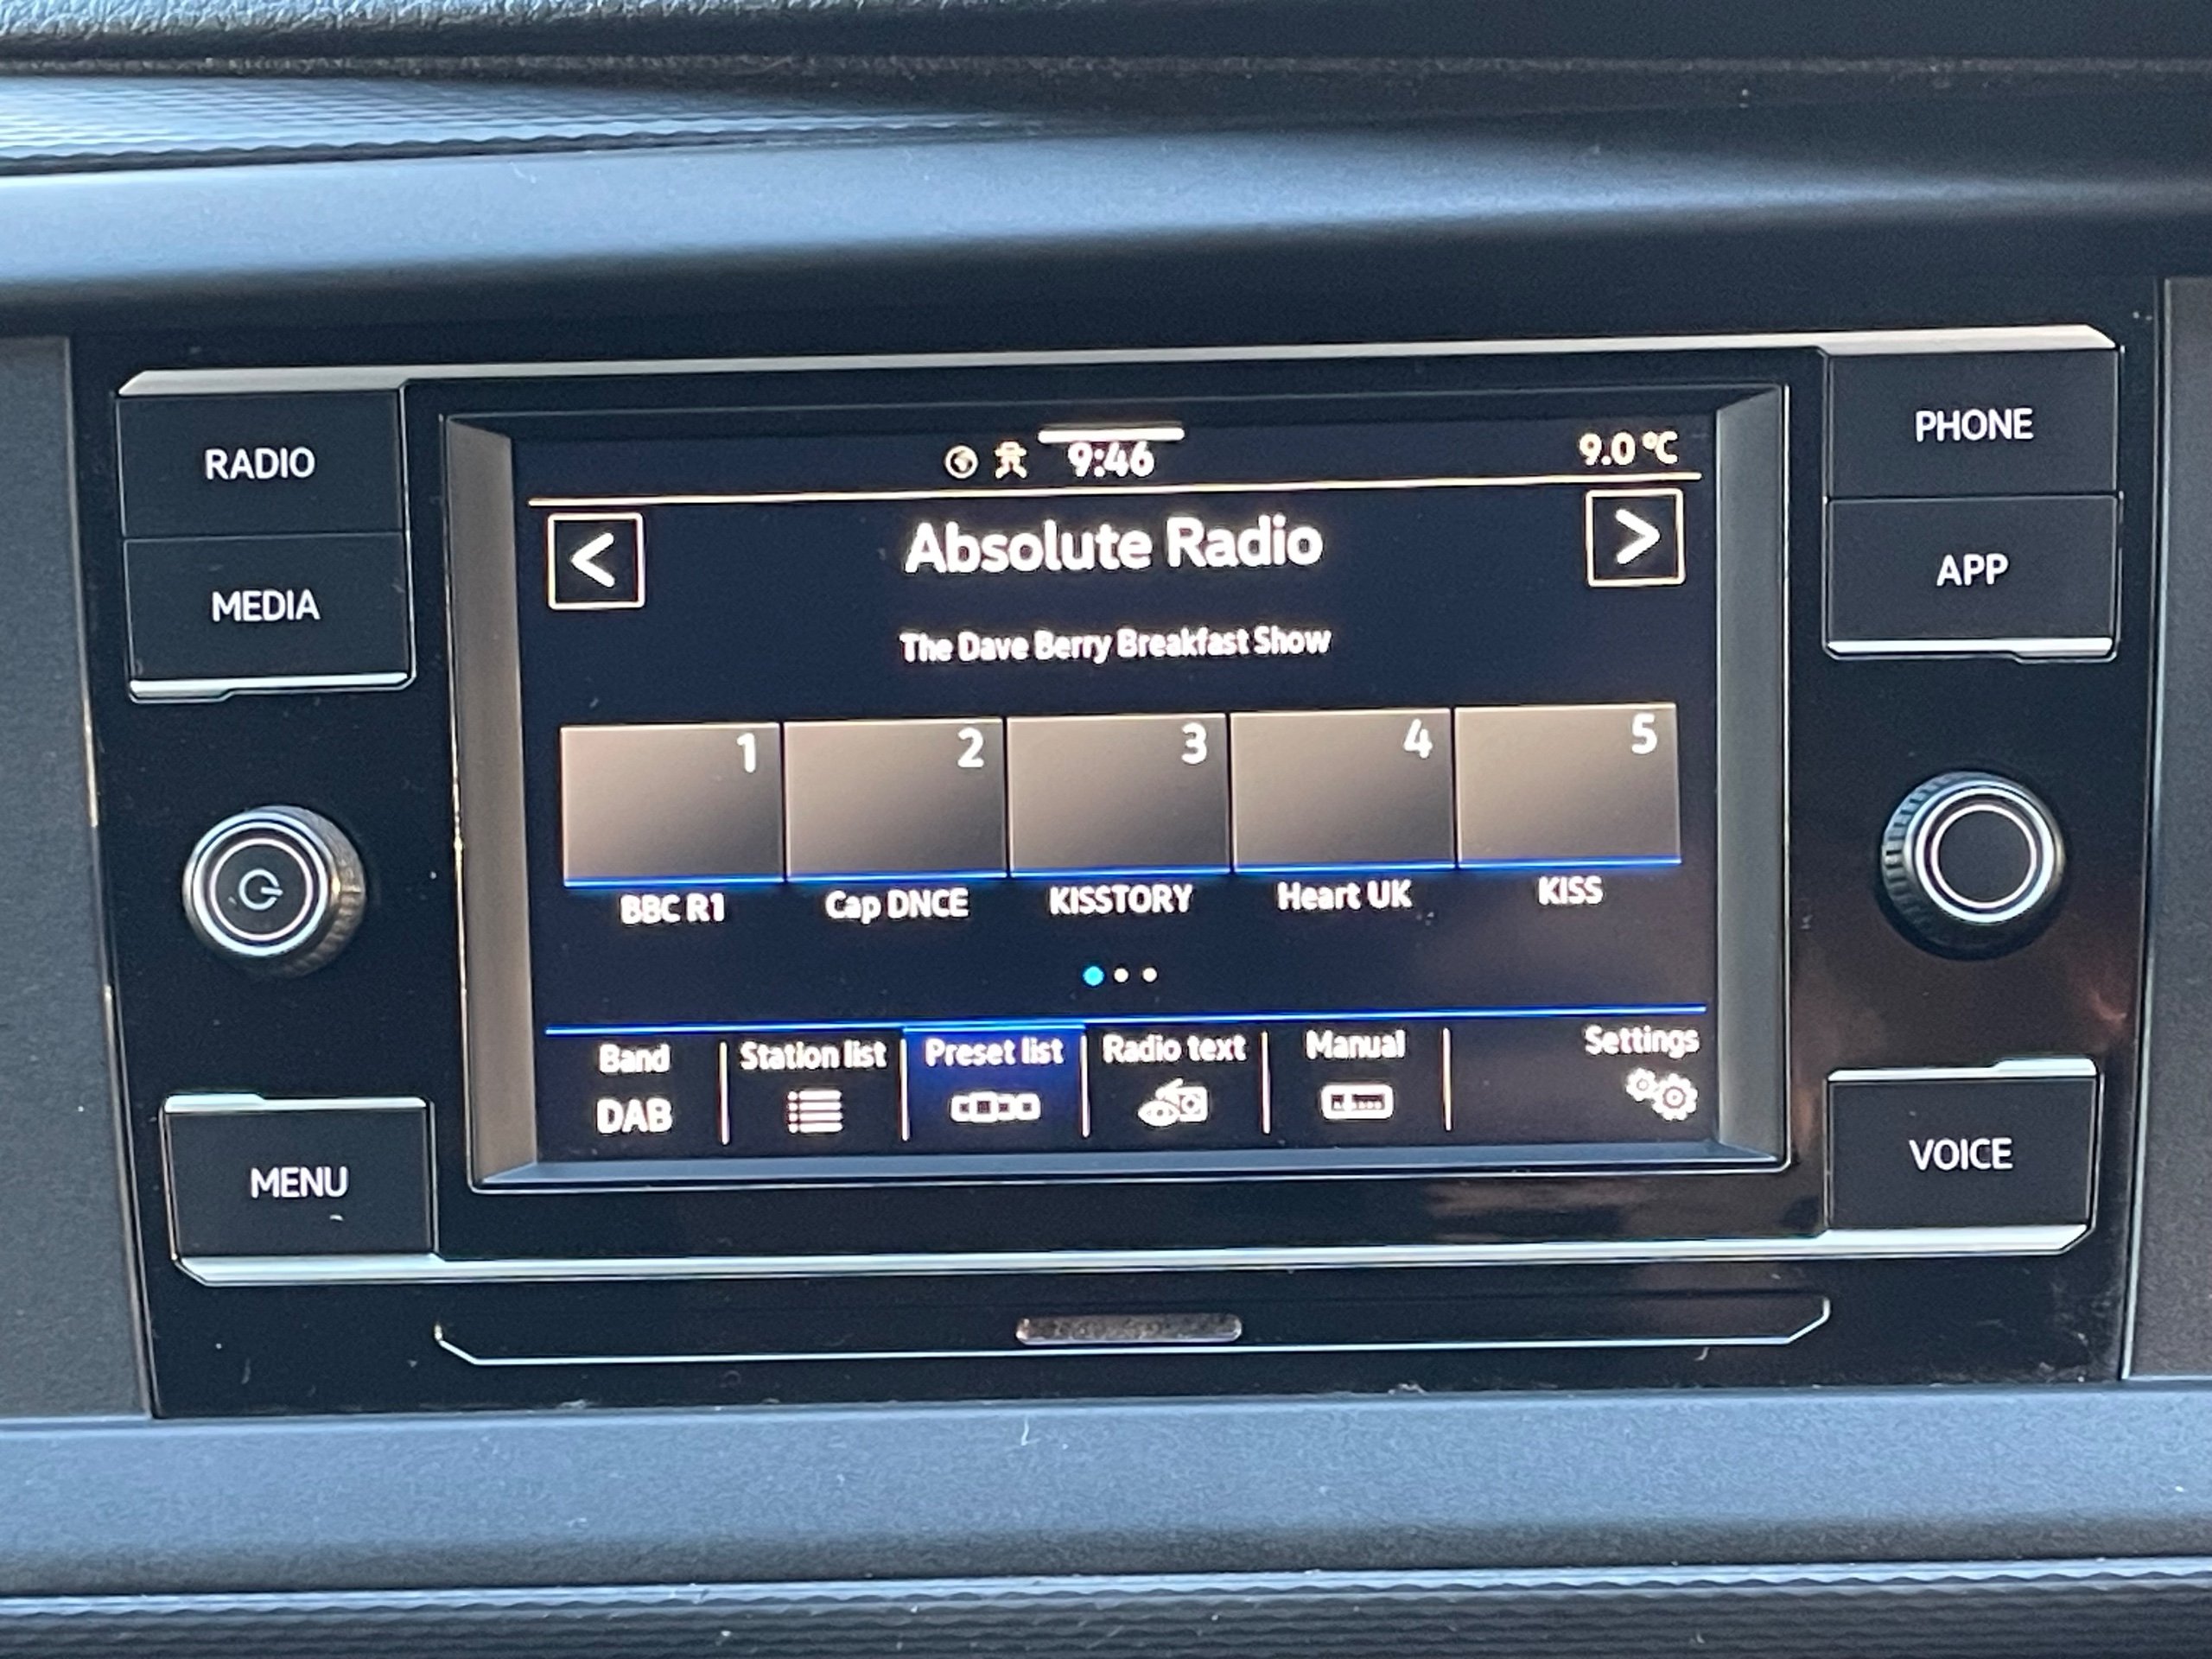 RADIO
MEDIA
MENU
9:46
9.0 °C
<
Absolute Radio
>
The Dave Berry Breakfast Show
1
2
3
4
5
BBC R1
Cap DNCE
KISSTORY
Heart UK
KISS
Band
DAB
Station list
Preset list
Radio text
Manual
Settings
PHONE
APP
VOICE